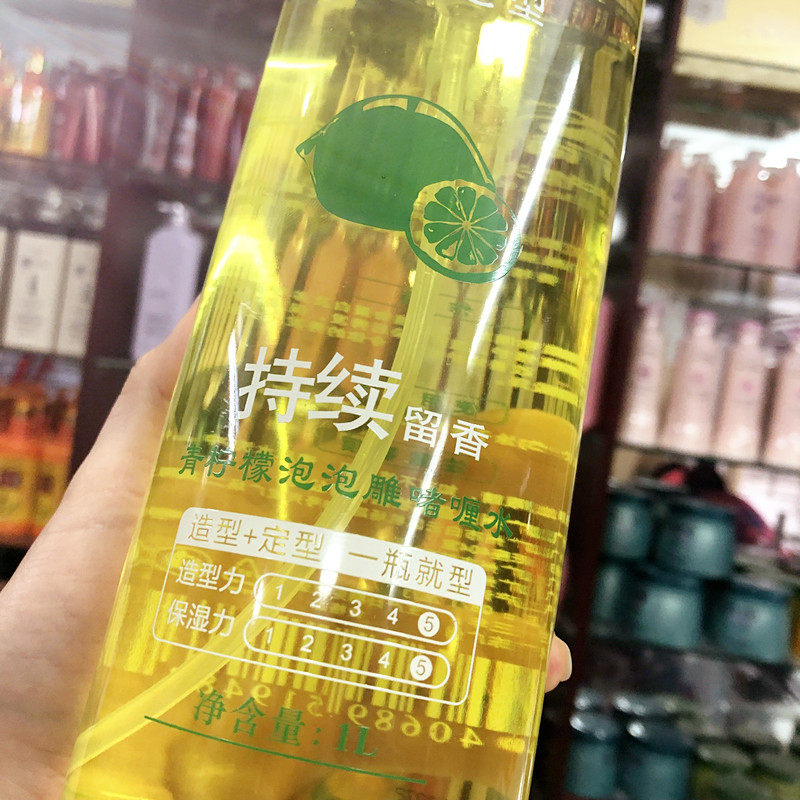 型
持续留香
青柠檬泡泡雕啫喱水
造型+定型 一瓶就型
造型力 1 2 3 4 5
保湿力 1 2 3 4 5
净含量:1L